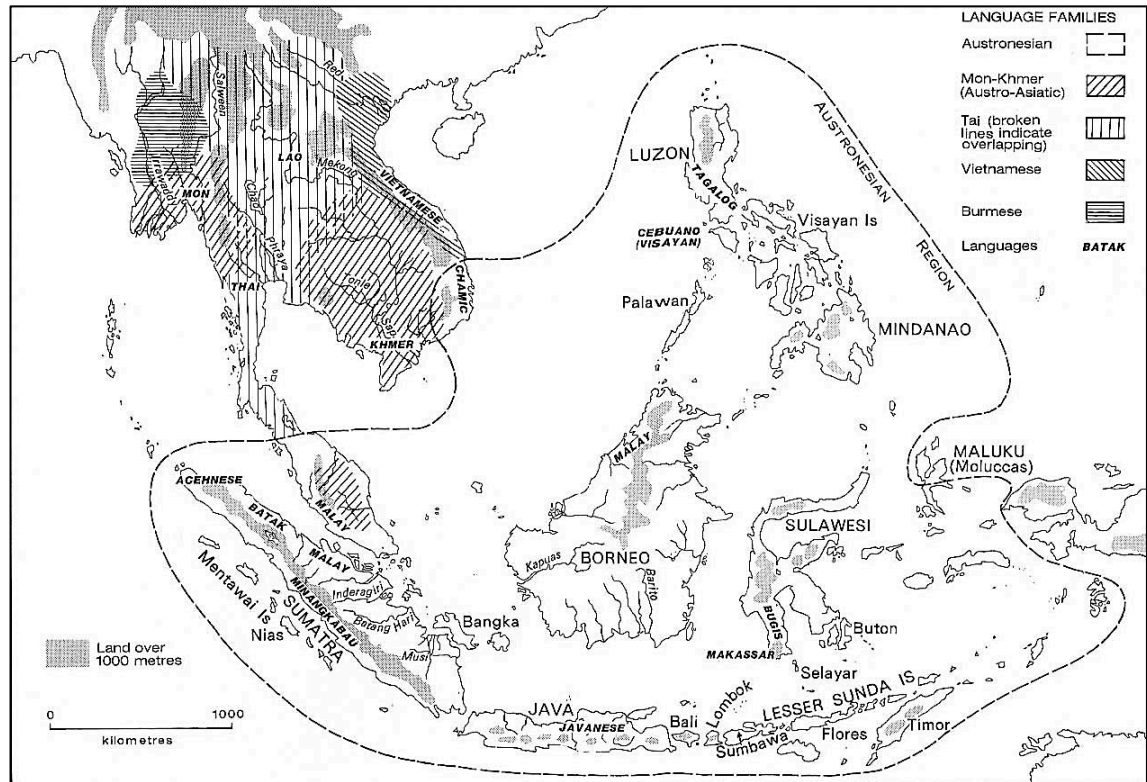 LANGUAGE FAMILIES
Austronesian
Mon-Khmer
(Austro-Asiatic)
Tai (broken
lines indicate
overlapping)
Vietnamese
Burmese
Languages
BATAK
AUSTRONESIAN
REGION
Red
Salween
Irrawaddy
MON
LAO
Mekong
VIETNAMESE
Chao
Phraya
THAI
Tonle
Sap
KHMER
CHAMIC
LUZON
TAGALOG
CEBUANO
(VISAYAN)
Visayan Is
Palawan
MINDANAO
MALUKU
(Moluccas)
ACEHNESE
BATAK
MALAY
MALAY
MALAY
Mentawai Is
Nias
SUMATRA
MINANGKABAU
Inderagiri
Batang Hari
Musi
Bangka
Kapuas
BORNEO
Barito
SULAWESI
BUGIS
MAKASSAR
Buton
Selayar
JAVA
JAVANESE
Bali
Lombok
Sumbawa
LESSER SUNDA IS
Flores
Timor
Land over
1000 metres
0 1000
kilometres